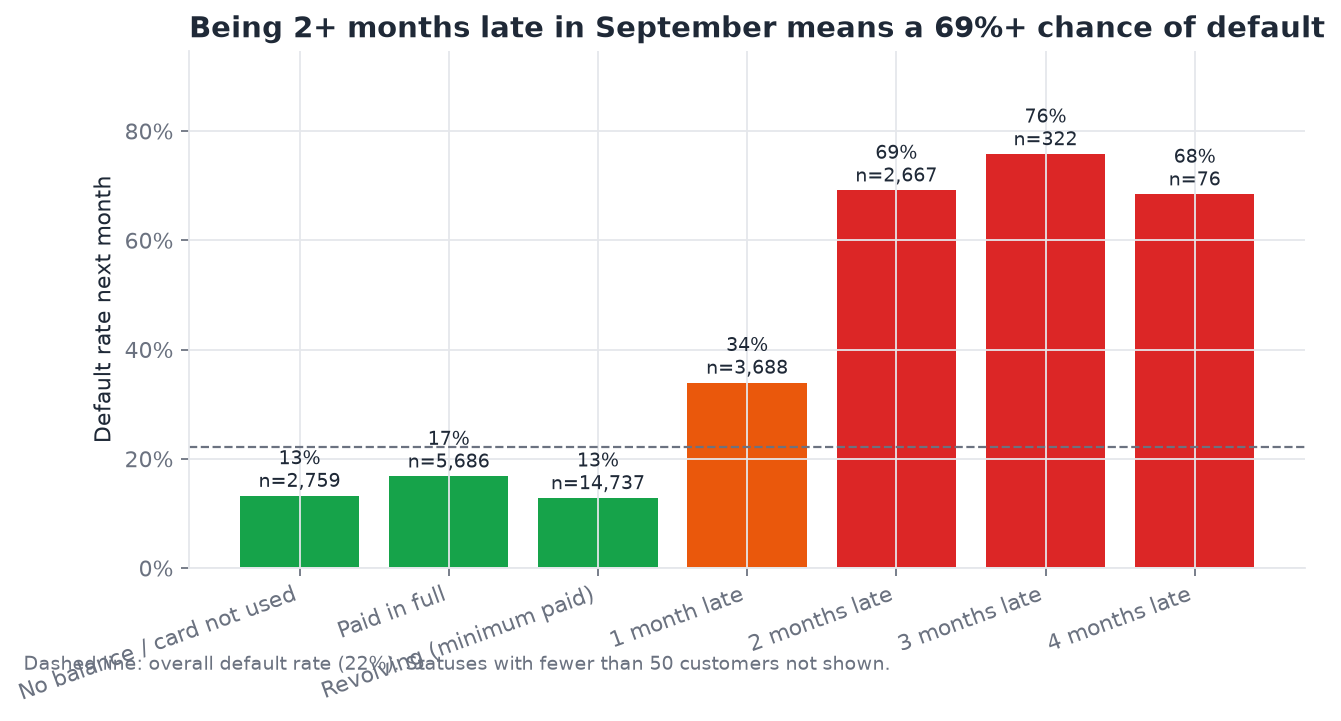 Being 2+ months late in September means a 69%+ chance of default
Default rate next month
80%
60%
40%
20%
0%
13%
n=2,759
17%
n=5,686
13%
n=14,737
34%
n=3,688
69%
n=2,667
76%
n=322
68%
n=76
No balance / card not used
Paid in full
Revolving (minimum paid)
1 month late
2 months late
3 months late
4 months late
Dashed line: overall default rate (22%). Statuses with fewer than 50 customers not shown.